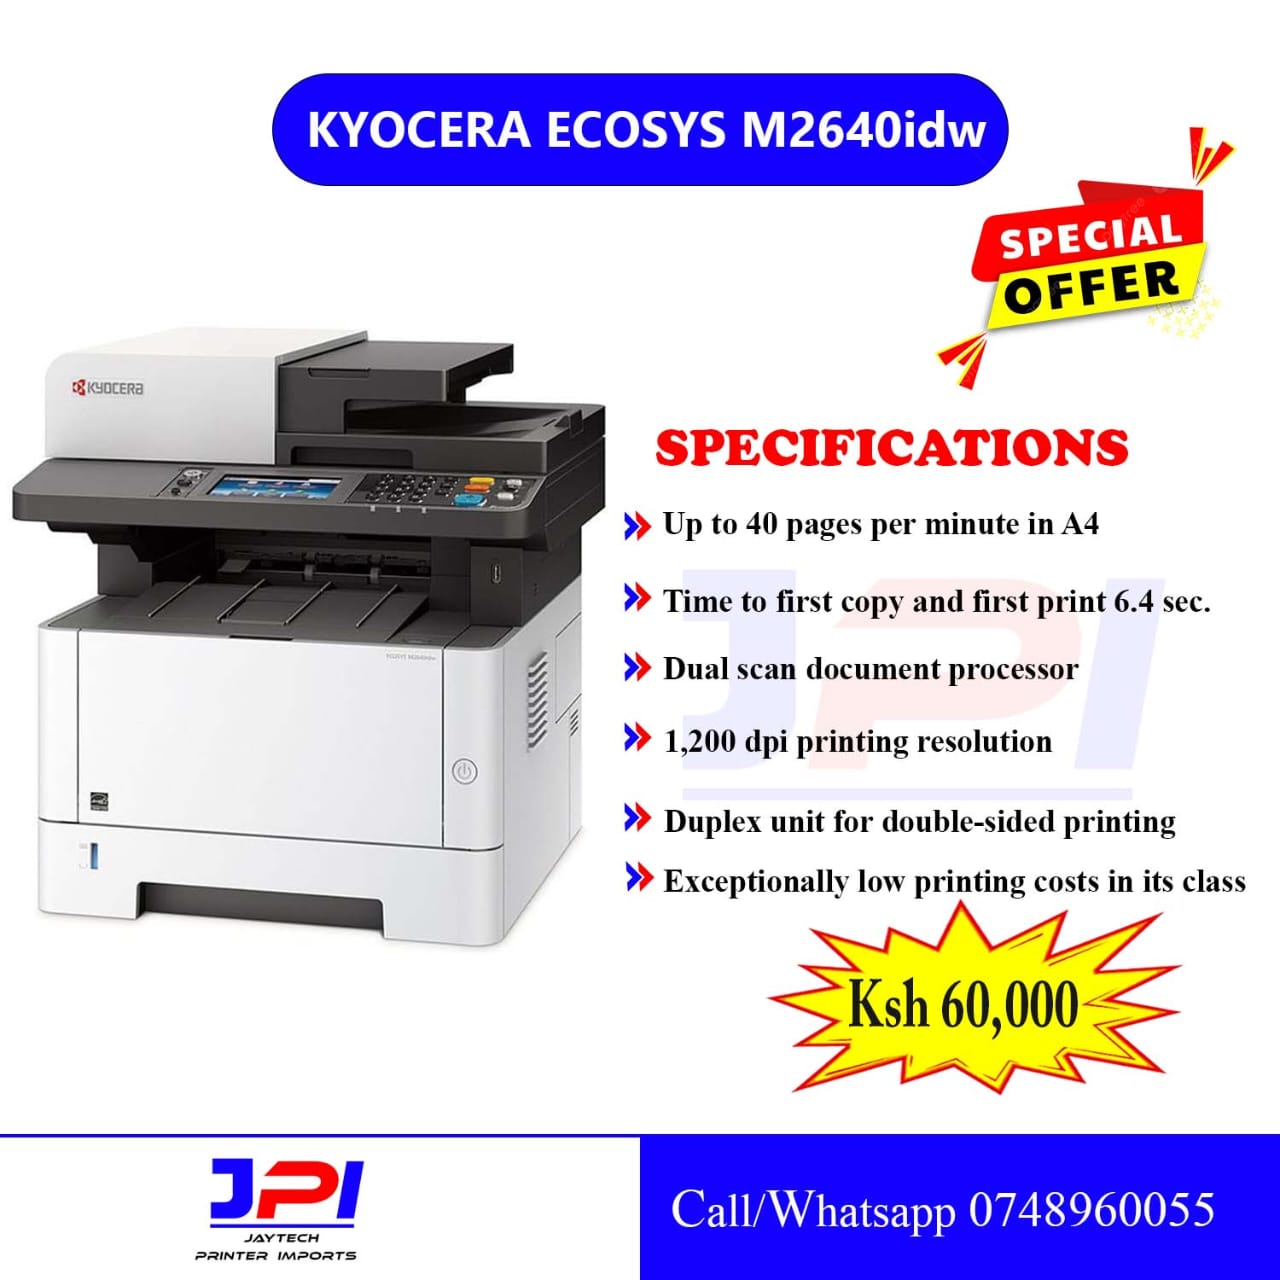 KYOCERA ECOSYS M2640idw
SPECIAL
OFFER
KYOCERA
SPECIFICATIONS
Up to 40 pages per minute in A4
Time to first copy and first print 6.4 sec.
Dual scan document processor
1,200 dpi printing resolution
Duplex unit for double-sided printing
Exceptionally low printing costs in its class
JPI
ECOSYS M2640idw
Ksh 60,000
JPI
JAYTECH
PRINTER IMPORTS
Call/Whatsapp 0748960055